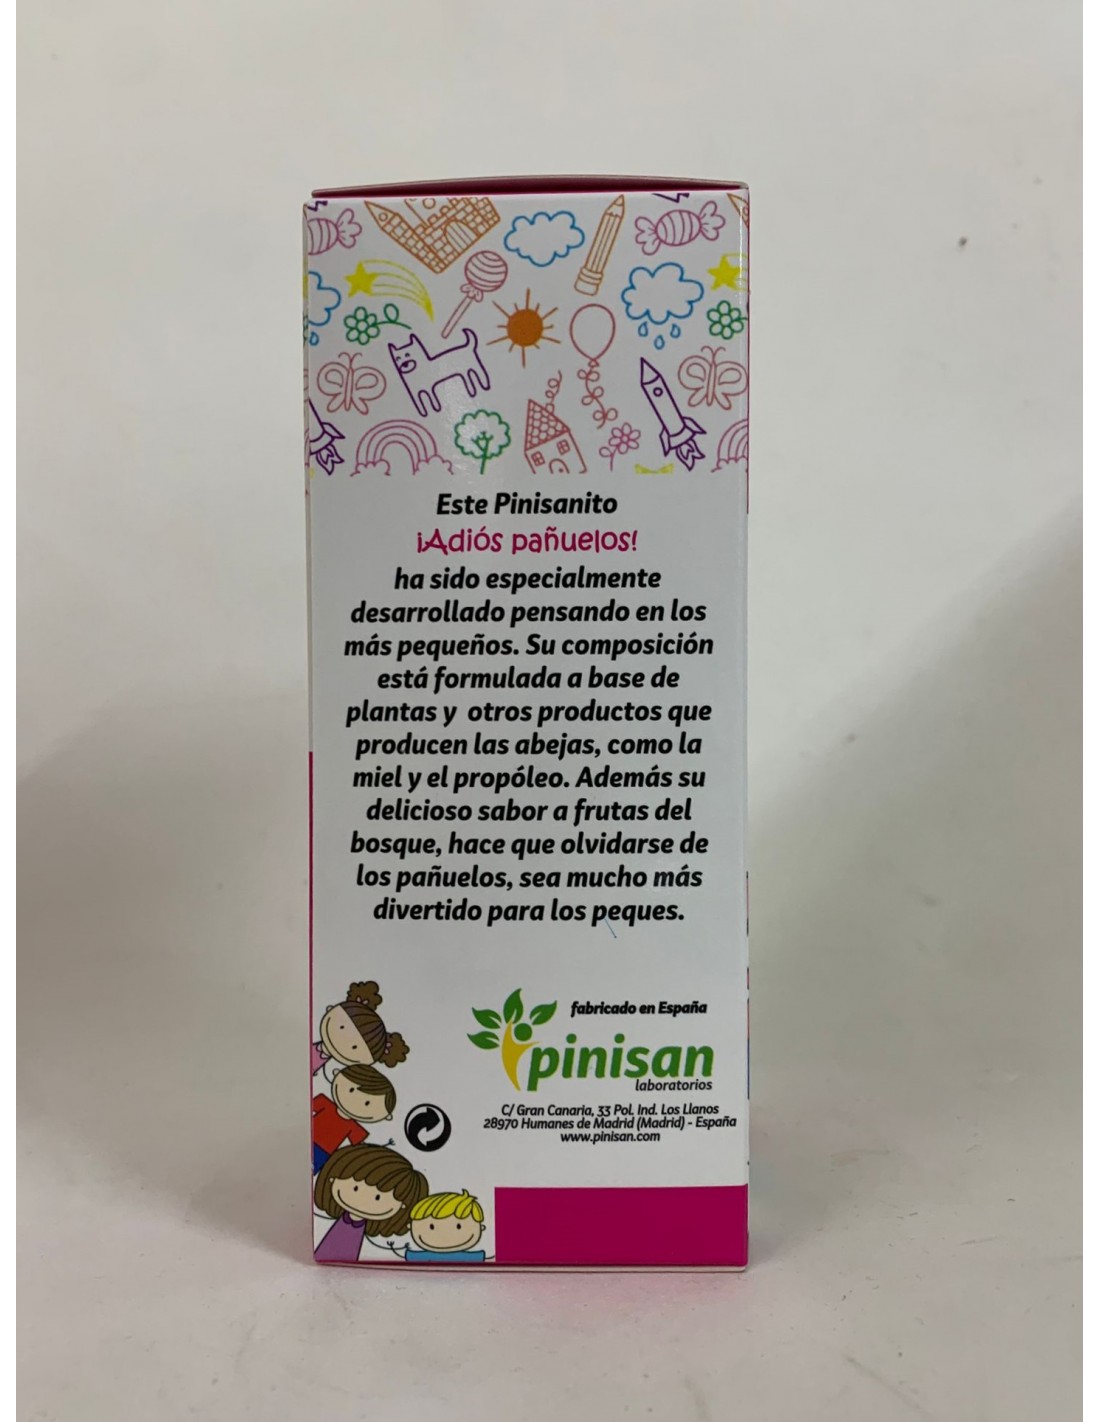 Este Pinisanito
¡Adiós pañuelos!
ha sido especialmente
desarrollado pensando en los
más pequeños. Su composición
está formulada a base de
plantas y otros productos que
producen las abejas, como la
miel y el propóleo. Además su
delicioso sabor a frutas del
bosque, hace que olvidarse de
los pañuelos, sea mucho más
divertido para los peques.
fabricado en España
pinisan
laboratorios
C/ Gran Canaria, 33 Pol. Ind. Los Llanos
28970 Humanes de Madrid (Madrid) - España
www.pinisan.com